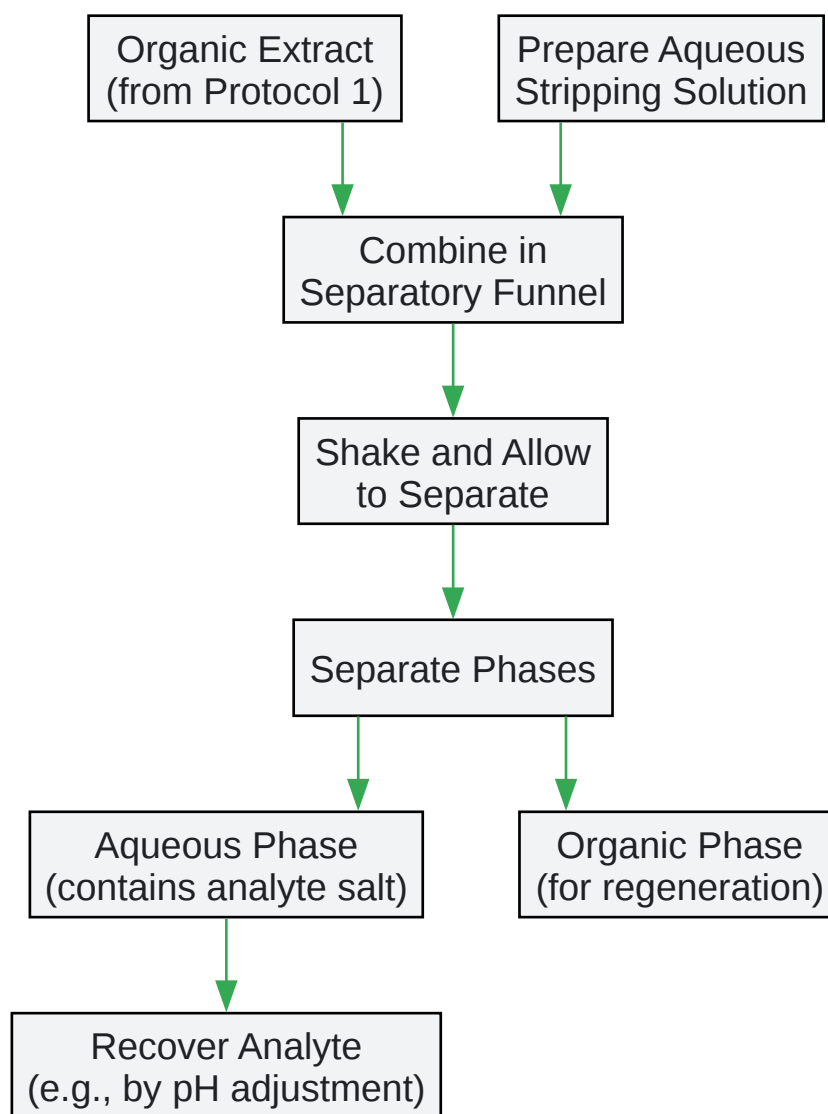 Organic Extract
(from Protocol 1)
Prepare Aqueous
Stripping Solution
Combine in
Separatory Funnel
Shake and Allow
to Separate
Separate Phases
Aqueous Phase
(contains analyte salt)
Organic Phase
(for regeneration)
Recover Analyte
(e.g., by pH adjustment)